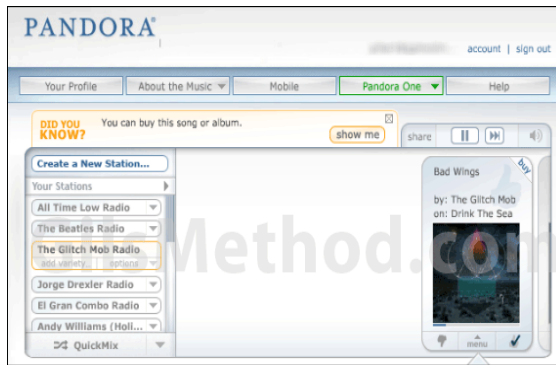 PANDORA®
account | sign out
Your Profile
About the Music
Mobile
Pandora One
Help
DID YOU KNOW?
You can buy this song or album.
show me
share
Create a New Station...
Your Stations
All Time Low Radio
The Beatles Radio
The Glitch Mob Radio
add variety... options
Jorge Drexler Radio
El Gran Combo Radio
Andy Williams (Holi...
QuickMix
Bad Wings
buy
by: The Glitch Mob
on: Drink The Sea
menu
GilsMethod.com